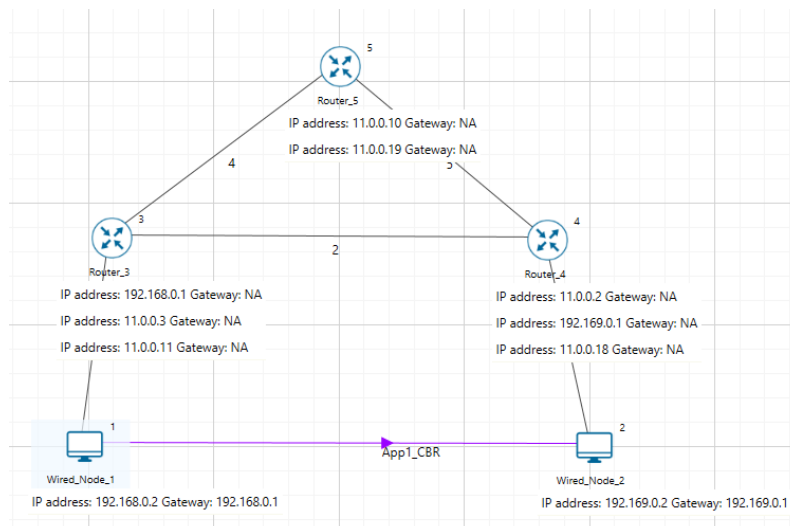 5
Router_5
IP address: 11.0.0.10 Gateway: NA
IP address: 11.0.0.19 Gateway: NA
4
3
4
2
Router_3
Router_4
IP address: 192.168.0.1 Gateway: NA
IP address: 11.0.0.3 Gateway: NA
IP address: 11.0.0.11 Gateway: NA
IP address: 11.0.0.2 Gateway: NA
IP address: 192.169.0.1 Gateway: NA
IP address: 11.0.0.18 Gateway: NA
1
2
App1_CBR
Wired_Node_1
Wired_Node_2
IP address: 192.168.0.2 Gateway: 192.168.0.1
IP address: 192.169.0.2 Gateway: 192.169.0.1